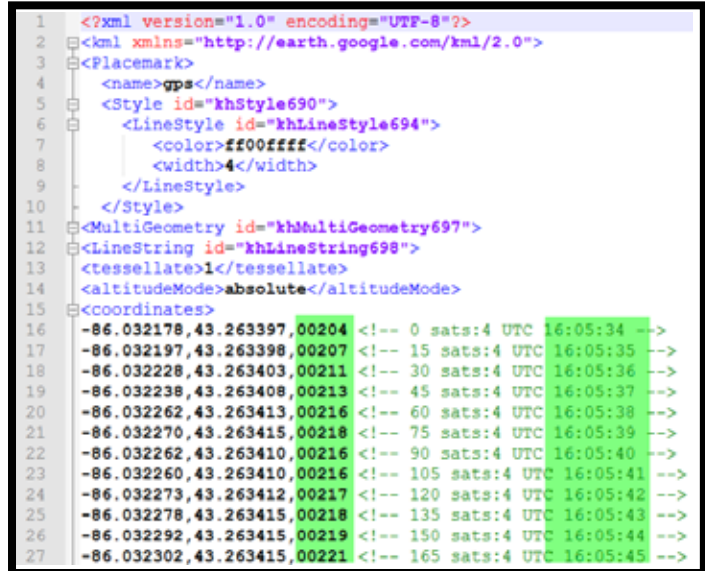 1 <?xml version="1.0" encoding="UTF-8"?>
2 <kml xmlns="http://earth.google.com/kml/2.0">
3 <Placemark>
4 <name>gps</name>
5 <Style id="khStyle690">
6 <LineStyle id="khLineStyle694">
7 <color>ff00ffff</color>
8 <width>4</width>
9 </LineStyle>
10 </Style>
11 <MultiGeometry id="khMultiGeometry697">
12 <LineString id="khLineString698">
13 <tessellate>1</tessellate>
14 <altitudeMode>absolute</altitudeMode>
15 <coordinates>
16 -86.032178,43.263397,00204 <!-- 0 sats:4 UTC 16:05:34 -->
17 -86.032197,43.263398,00207 <!-- 15 sats:4 UTC 16:05:35 -->
18 -86.032228,43.263403,00211 <!-- 30 sats:4 UTC 16:05:36 -->
19 -86.032238,43.263408,00213 <!-- 45 sats:4 UTC 16:05:37 -->
20 -86.032262,43.263413,00216 <!-- 60 sats:4 UTC 16:05:38 -->
21 -86.032270,43.263415,00218 <!-- 75 sats:4 UTC 16:05:39 -->
22 -86.032262,43.263410,00216 <!-- 90 sats:4 UTC 16:05:40 -->
23 -86.032260,43.263410,00216 <!-- 105 sats:4 UTC 16:05:41 -->
24 -86.032273,43.263412,00217 <!-- 120 sats:4 UTC 16:05:42 -->
25 -86.032278,43.263415,00218 <!-- 135 sats:4 UTC 16:05:43 -->
26 -86.032292,43.263415,00219 <!-- 150 sats:4 UTC 16:05:44 -->
27 -86.032302,43.263415,00221 <!-- 165 sats:4 UTC 16:05:45 -->